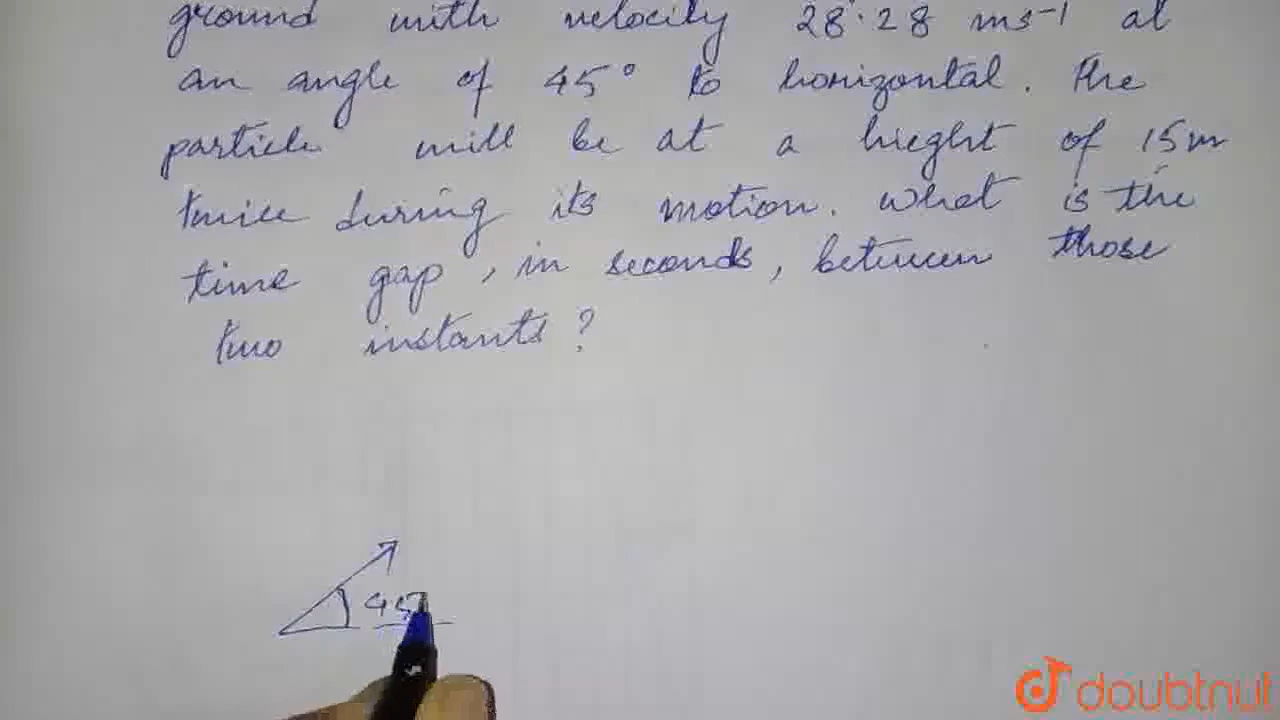 ground with velocity 28.28 ms⁻¹ at
an angle of 45° to horizontal. The
particle will be at a hieght of 15m
twice during its motion. What is the
time gap, in seconds, between those
two instants?
45
doubtnut